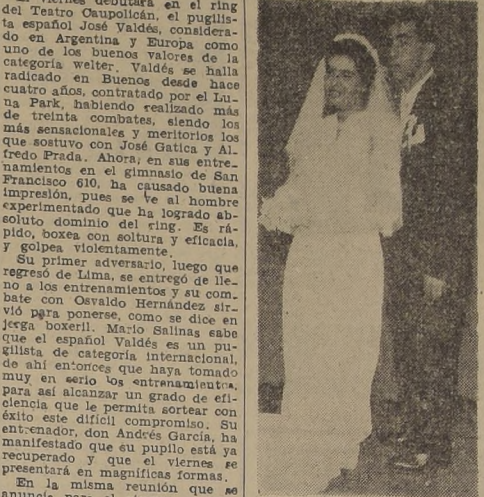 viernes debutará en el ring
del Teatro Caupolicán, el pugilis-
ta español José Valdés, considera-
do en Argentina y Europa como
uno de los buenos valores de la
categoría welter. Valdés se halla
radicado en Buenos desde hace
cuatro años, contratado por el Lu-
na Park, habiendo realizado más
de treinta combates, siendo los
más sensacionales y meritorios los
que sostuvo con José Gatica y Al-
fredo Prada. Ahora, en sus entre-
namientos en el gimnasio de San
Francisco 610, ha causado buena
impresión, pues se ve al hombre
experimentado que ha logrado ab-
soluto dominio del ring. Es rá-
pido, boxea con soltura y eficacia,
y golpea violentamente.
Su primer adversario, luego que
regresó de Lima, se entregó de lle-
no a los entrenamientos y su com-
bate con Osvaldo Hernández sir-
vió para ponerse, como se dice en
jerga boxeril. Mario Salinas sabe
que el español Valdés es un pu-
gilista de categoría internacional,
de ahí entonces que haya tomado
muy en serio los entrenamientos,
para así alcanzar un grado de efi-
ciencia que le permita sortear con
éxito este difícil compromiso. Su
entrenador, don Andrés García, ha
manifestado que su pupilo está ya
recuperado y que el viernes se
presentará en magníficas formas.
En la misma reunión que se